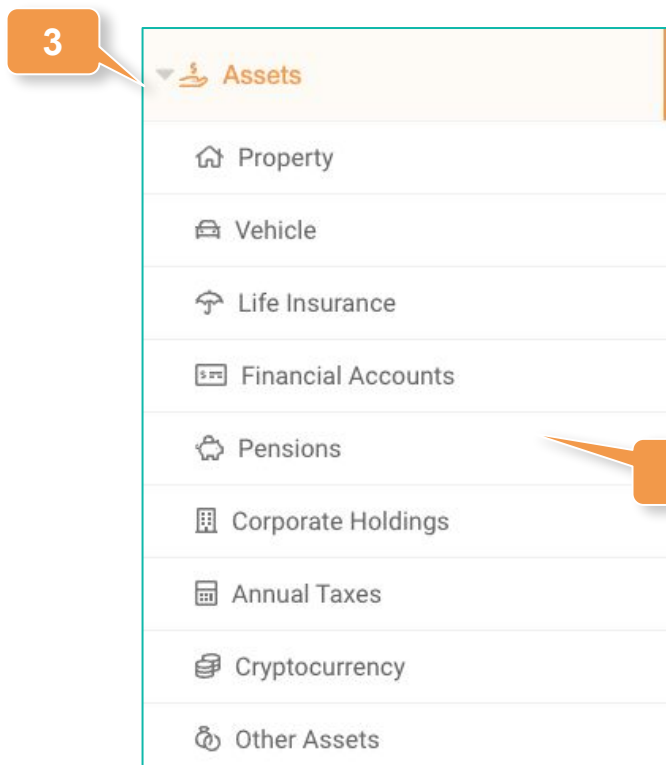 3
Assets
Property
Vehicle
Life Insurance
Financial Accounts
Pensions
Corporate Holdings
Annual Taxes
Cryptocurrency
Other Assets